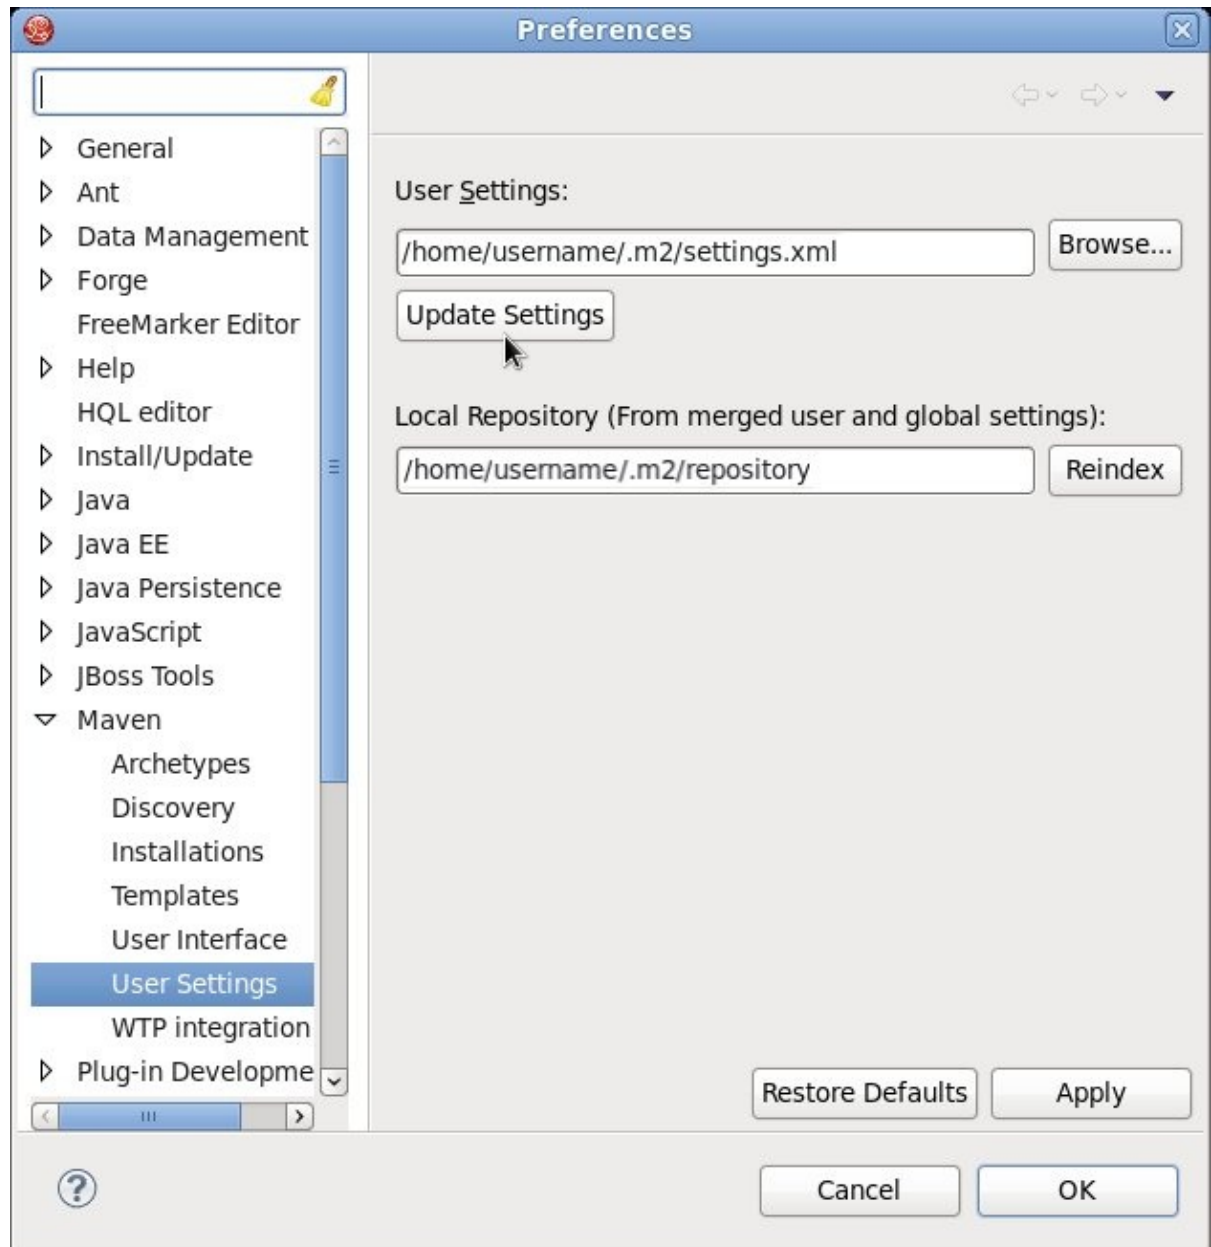 Preferences
General
Ant
Data Management
Forge
FreeMarker Editor
Help
HQL editor
Install/Update
Java
Java EE
Java Persistence
JavaScript
JBoss Tools
Maven
Archetypes
Discovery
Installations
Templates
User Interface
User Settings
WTP integration
Plug-in Developme
User Settings:
/home/username/.m2/settings.xml
Browse...
Update Settings
Local Repository (From merged user and global settings):
/home/username/.m2/repository
Reindex
Restore Defaults
Apply
?
Cancel
OK